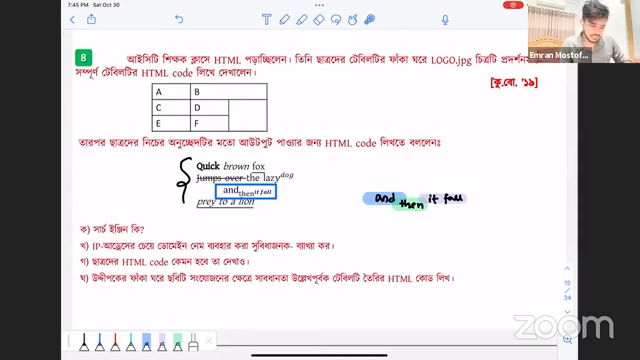 7:45 PM Sat Oct 30
8
আইসিটি শিক্ষক ক্লাসে HTML পড়াচ্ছিলেন। তিনি ছাত্রদের টেবিলটির ফাঁকা ঘরে LOGO.jpg চিত্রটি প্রদর্শন
সম্পূর্ণ টেবিলটির HTML code লিখে দেখালেন।
[কু.বো. '১৯]
A B
C D
E F
তারপর ছাত্রদের নিচের অনুচ্ছেদটির মতো আউটপুট পাওয়ার জন্য HTML code লিখতে বললেনঃ
Quick brown fox
Jumps over the lazy dog
and then it fall
prey to a lion
and then it fall
ক) সার্চ ইঞ্জিন কি?
খ) IP-অ্যাড্রেসের চেয়ে ডোমেইন নেম ব্যবহার করা সুবিধাজনক- ব্যাখ্যা কর।
গ) ছাত্রদের HTML code কেমন হবে তা দেখাও।
ঘ) উদ্দীপকের ফাঁকা ঘরে ছবিটি সংযোজনের ক্ষেত্রে সাবধানতা উল্লেখপূর্বক টেবিলটি তৈরির HTML কোড লিখ।
15
34
Emran Mostof...
zoom